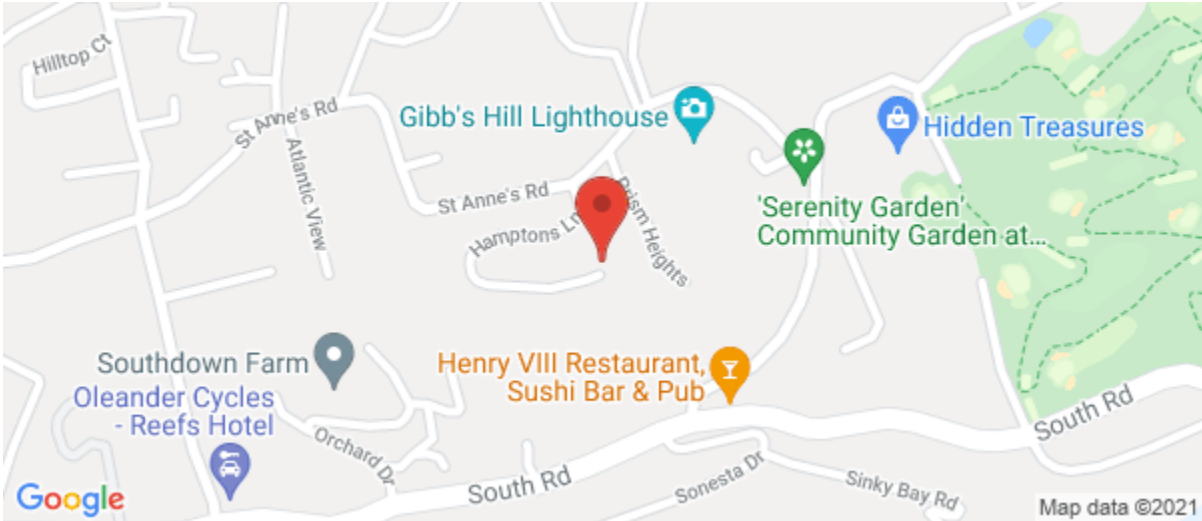 Hilltop Ct
St Anne's Rd
Atlantic View
Gibb's Hill Lighthouse
Hidden Treasures
St Anne's Rd
Prism Heights
Hamptons Ln
'Serenity Garden'
Community Garden at...
Southdown Farm
Henry VIII Restaurant,
Sushi Bar & Pub
Oleander Cycles
- Reefs Hotel
Orchard Dr
South Rd
South Rd
Sonesta Dr
Sinky Bay Rd
Google
Map data ©2021